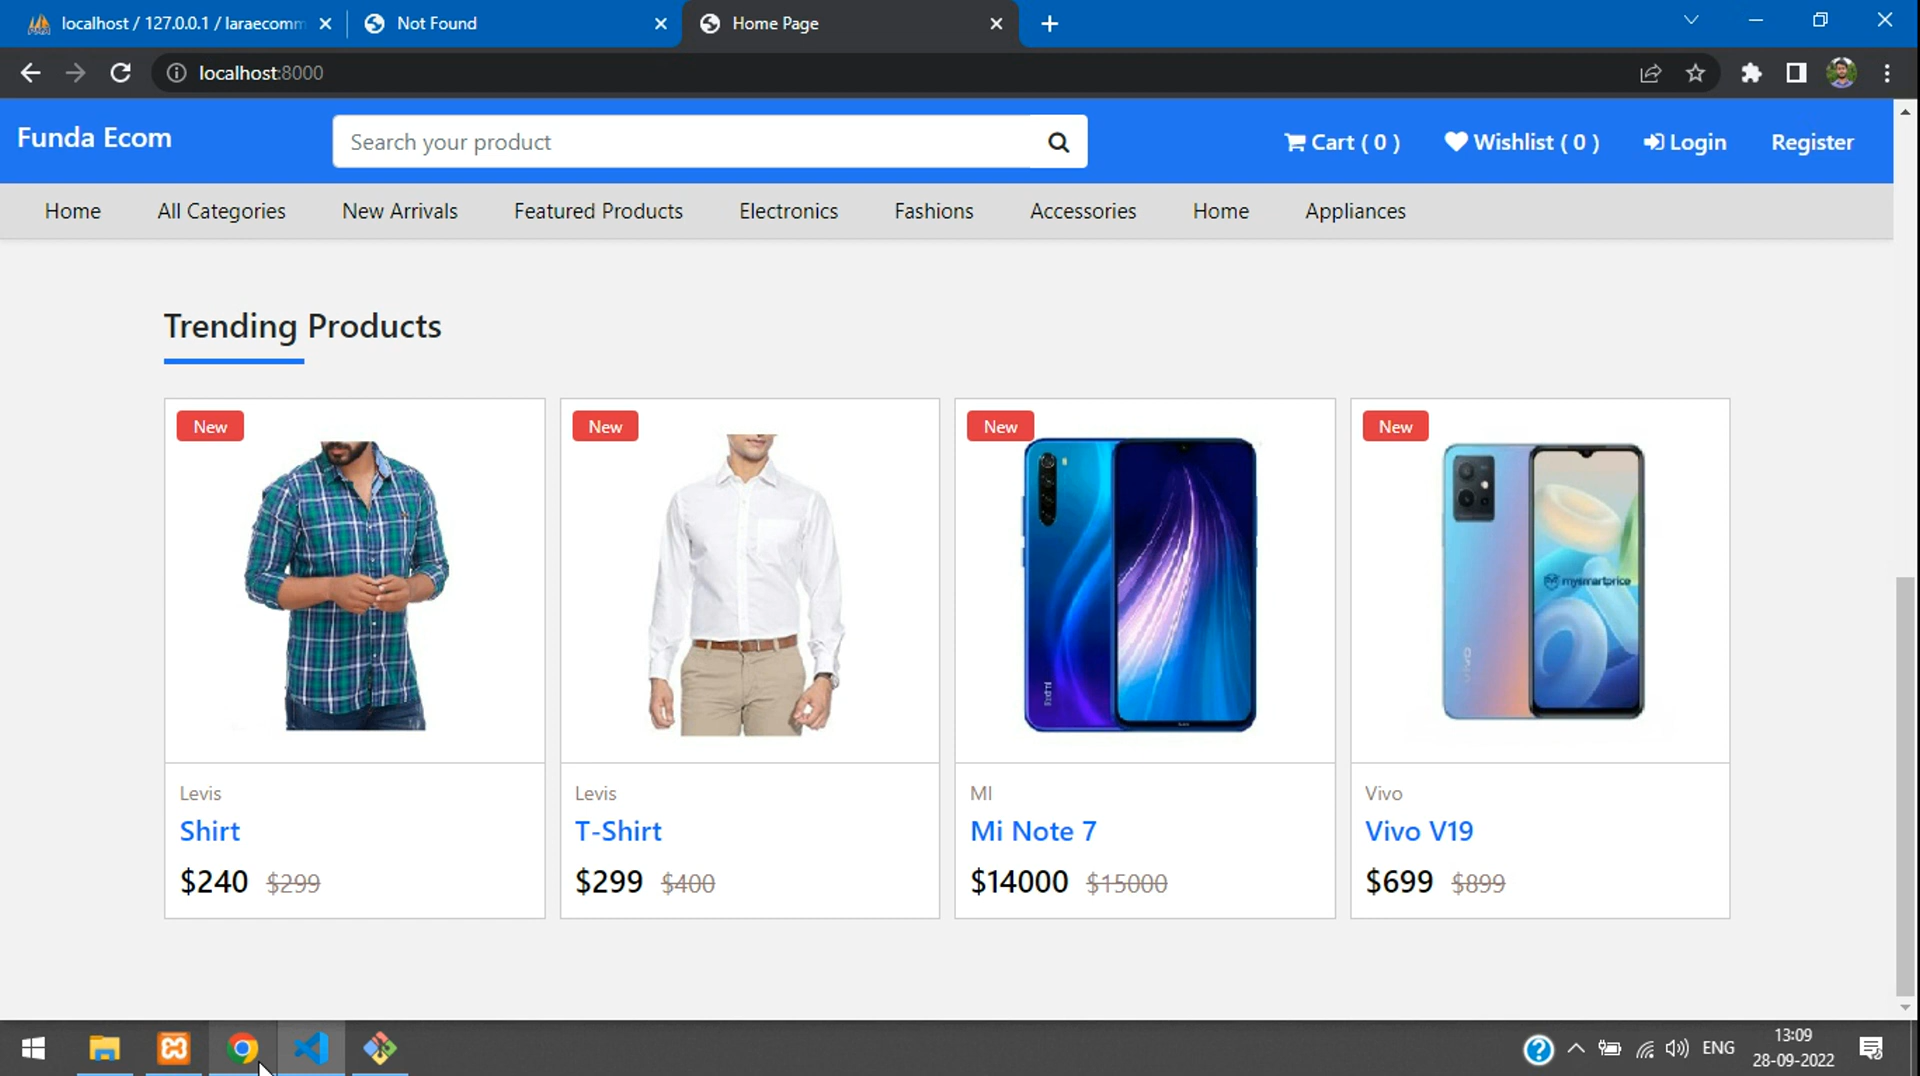 localhost / 127.0.0.1 / laraecomm
Not Found
Home Page
localhost:8000
Funda Ecom
Search your product
Cart ( 0 )
Wishlist ( 0 )
Login
Register
Home
All Categories
New Arrivals
Featured Products
Electronics
Fashions
Accessories
Home
Appliances
Trending Products
New
New
New
New
Redmi
vivo
mysmartprice
Levis
Shirt
$240 $299
Levis
T-Shirt
$299 $400
MI
Mi Note 7
$14000 $15000
Vivo
Vivo V19
$699 $899
ENG
13:09
28-09-2022